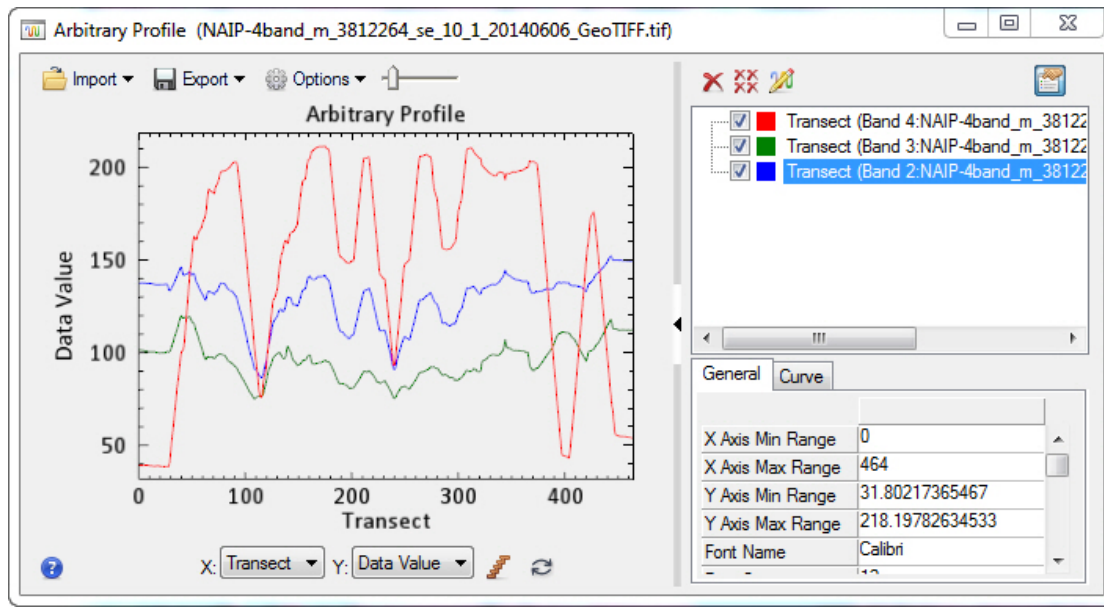 Arbitrary Profile (NAIP-4band_m_3812264_se_10_1_20140606_GeoTIFF.tif)
Import Export Options
Arbitrary Profile
200
150
100
50
Data Value
0 100 200 300 400
Transect
X: Transect Y: Data Value
Transect (Band 4:NAIP-4band_m_38122
Transect (Band 3:NAIP-4band_m_38122
Transect (Band 2:NAIP-4band_m_38122
General Curve
X Axis Min Range 0
X Axis Max Range 464
Y Axis Min Range 31.80217365467
Y Axis Max Range 218.19782634533
Font Name Calibri